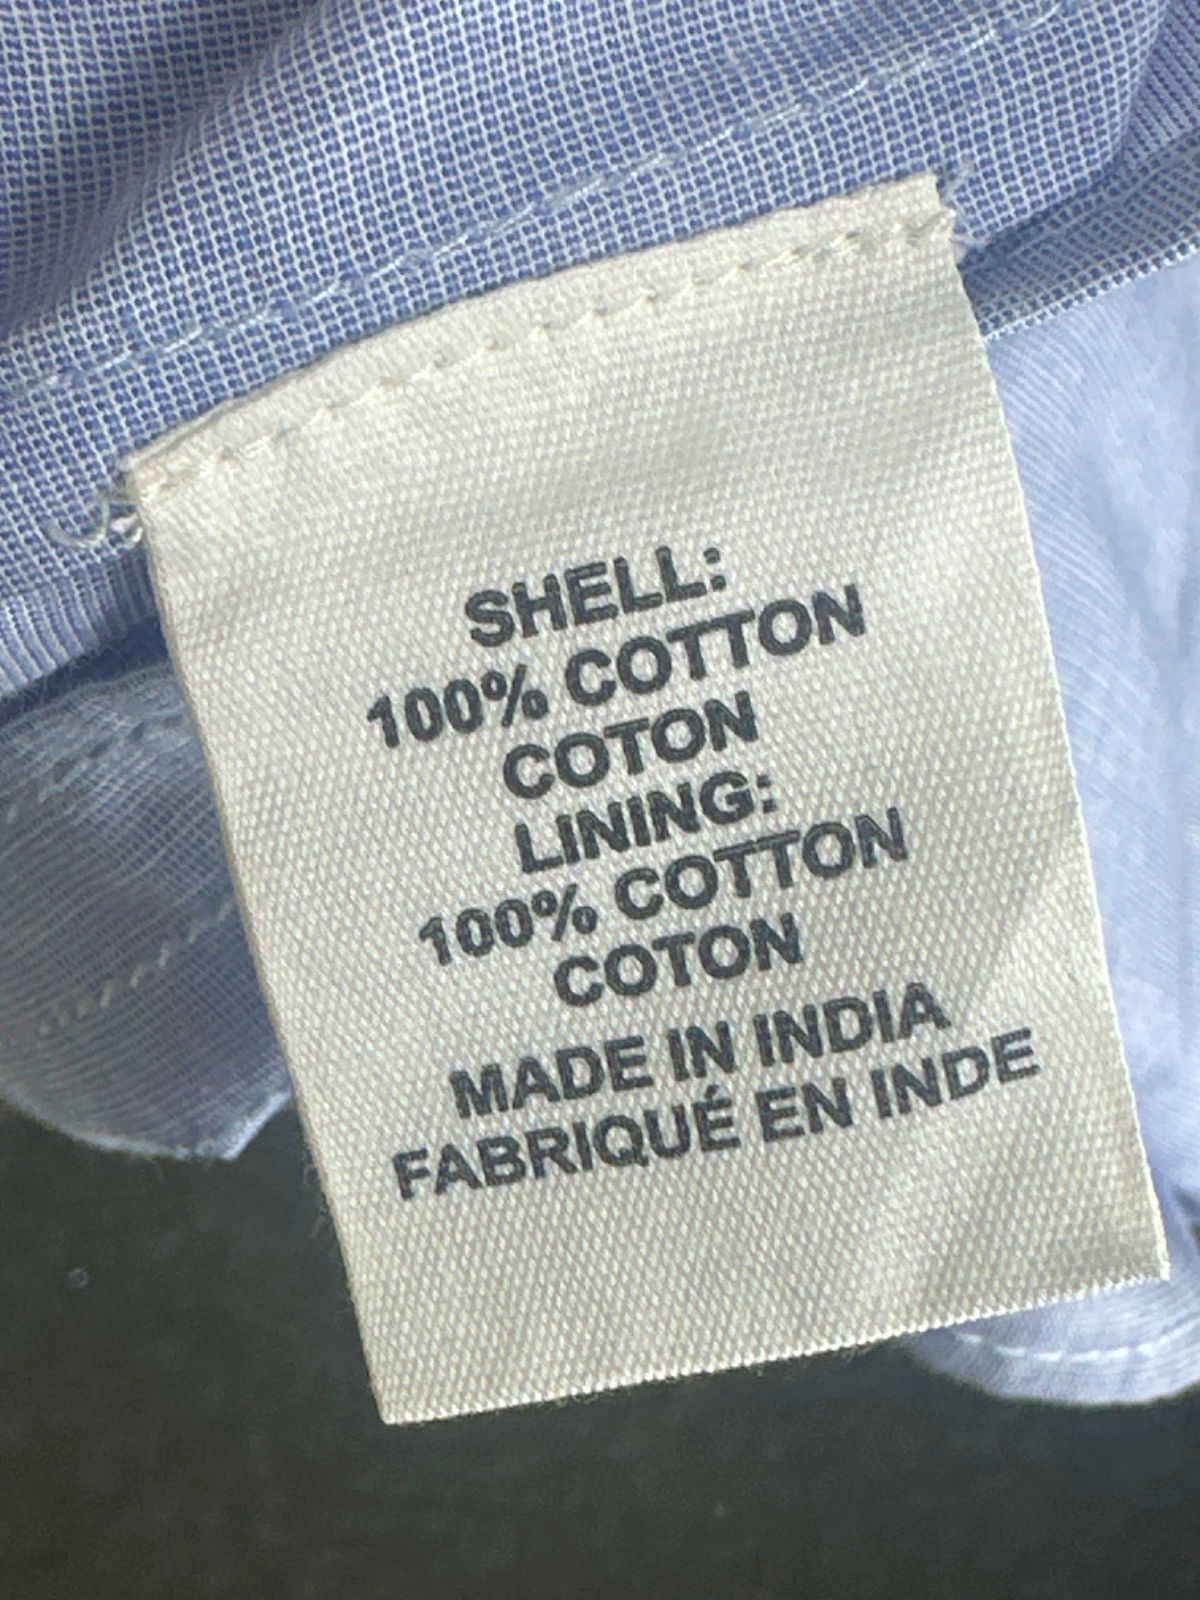 SHELL:
100% COTTON
COTON
LINING:
100% COTTON
COTON
MADE IN INDIA
FABRIQUÉ EN INDE